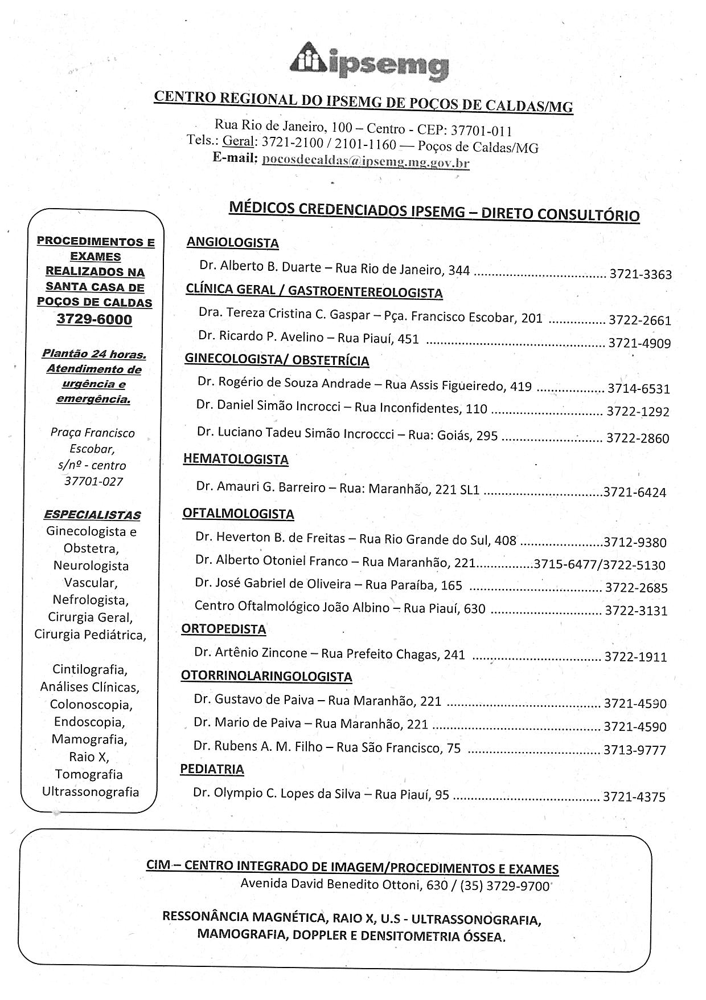 ipsemg
CENTRO REGIONAL DO IPSEMG DE POÇOS DE CALDAS/MG
Rua Rio de Janeiro, 100 – Centro - CEP: 37701-011
Tels.: Geral: 3721-2100 / 2101-1160 — Poços de Caldas/MG
E-mail: pocosdecaldas@ipsemg.mg.gov.br
PROCEDIMENTOS E
EXAMES
REALIZADOS NA
SANTA CASA DE
POÇOS DE CALDAS
3729-6000
Plantão 24 horas.
Atendimento de
urgência e
emergência.
Praça Francisco
Escobar,
s/nº - centro
37701-027
ESPECIALISTAS
Ginecologista e
Obstetra,
Neurologista
Vascular,
Nefrologista,
Cirurgia Geral,
Cirurgia Pediátrica,
Cintilografia,
Análises Clínicas,
Colonoscopia,
Endoscopia,
Mamografia,
Raio X,
Tomografia
Ultrassonografia
MÉDICOS CREDENCIADOS IPSEMG – DIRETO CONSULTÓRIO
ANGIOLOGISTA
Dr. Alberto B. Duarte – Rua Rio de Janeiro, 344 ..................................... 3721-3363
CLÍNICA GERAL / GASTROENTEREOLOGISTA
Dra. Tereza Cristina C. Gaspar – Pça. Francisco Escobar, 201 ................ 3722-2661
Dr. Ricardo P. Avelino – Rua Piauí, 451 .................................................. 3721-4909
GINECOLOGISTA/ OBSTETRÍCIA
Dr. Rogério de Souza Andrade – Rua Assis Figueiredo, 419 ................... 3714-6531
Dr. Daniel Simão Incrocci – Rua Inconfidentes, 110 ............................... 3722-1292
Dr. Luciano Tadeu Simão Incroccci – Rua: Goiás, 295 ............................ 3722-2860
HEMATOLOGISTA
Dr. Amauri G. Barreiro – Rua: Maranhão, 221 SL1 .................................3721-6424
OFTALMOLOGISTA
Dr. Heverton B. de Freitas – Rua Rio Grande do Sul, 408 .......................3712-9380
Dr. Alberto Otoniel Franco – Rua Maranhão, 221................3715-6477/3722-5130
Dr. José Gabriel de Oliveira – Rua Paraíba, 165 ..................................... 3722-2685
Centro Oftalmológico João Albino – Rua Piauí, 630 ............................... 3722-3131
ORTOPEDISTA
Dr. Artênio Zincone – Rua Prefeito Chagas, 241 .................................... 3722-1911
OTORRINOLARINGOLOGISTA
Dr. Gustavo de Paiva – Rua Maranhão, 221 ........................................... 3721-4590
Dr. Mario de Paiva – Rua Maranhão, 221 ............................................... 3721-4590
Dr. Rubens A. M. Filho – Rua São Francisco, 75 ..................................... 3713-9777
PEDIATRIA
Dr. Olympio C. Lopes da Silva – Rua Piauí, 95 ......................................... 3721-4375
CIM – CENTRO INTEGRADO DE IMAGEM/PROCEDIMENTOS E EXAMES
Avenida David Benedito Ottoni, 630 / (35) 3729-9700
RESSONÂNCIA MAGNÉTICA, RAIO X, U.S - ULTRASSONOGRAFIA,
MAMOGRAFIA, DOPPLER E DENSITOMETRIA ÓSSEA.